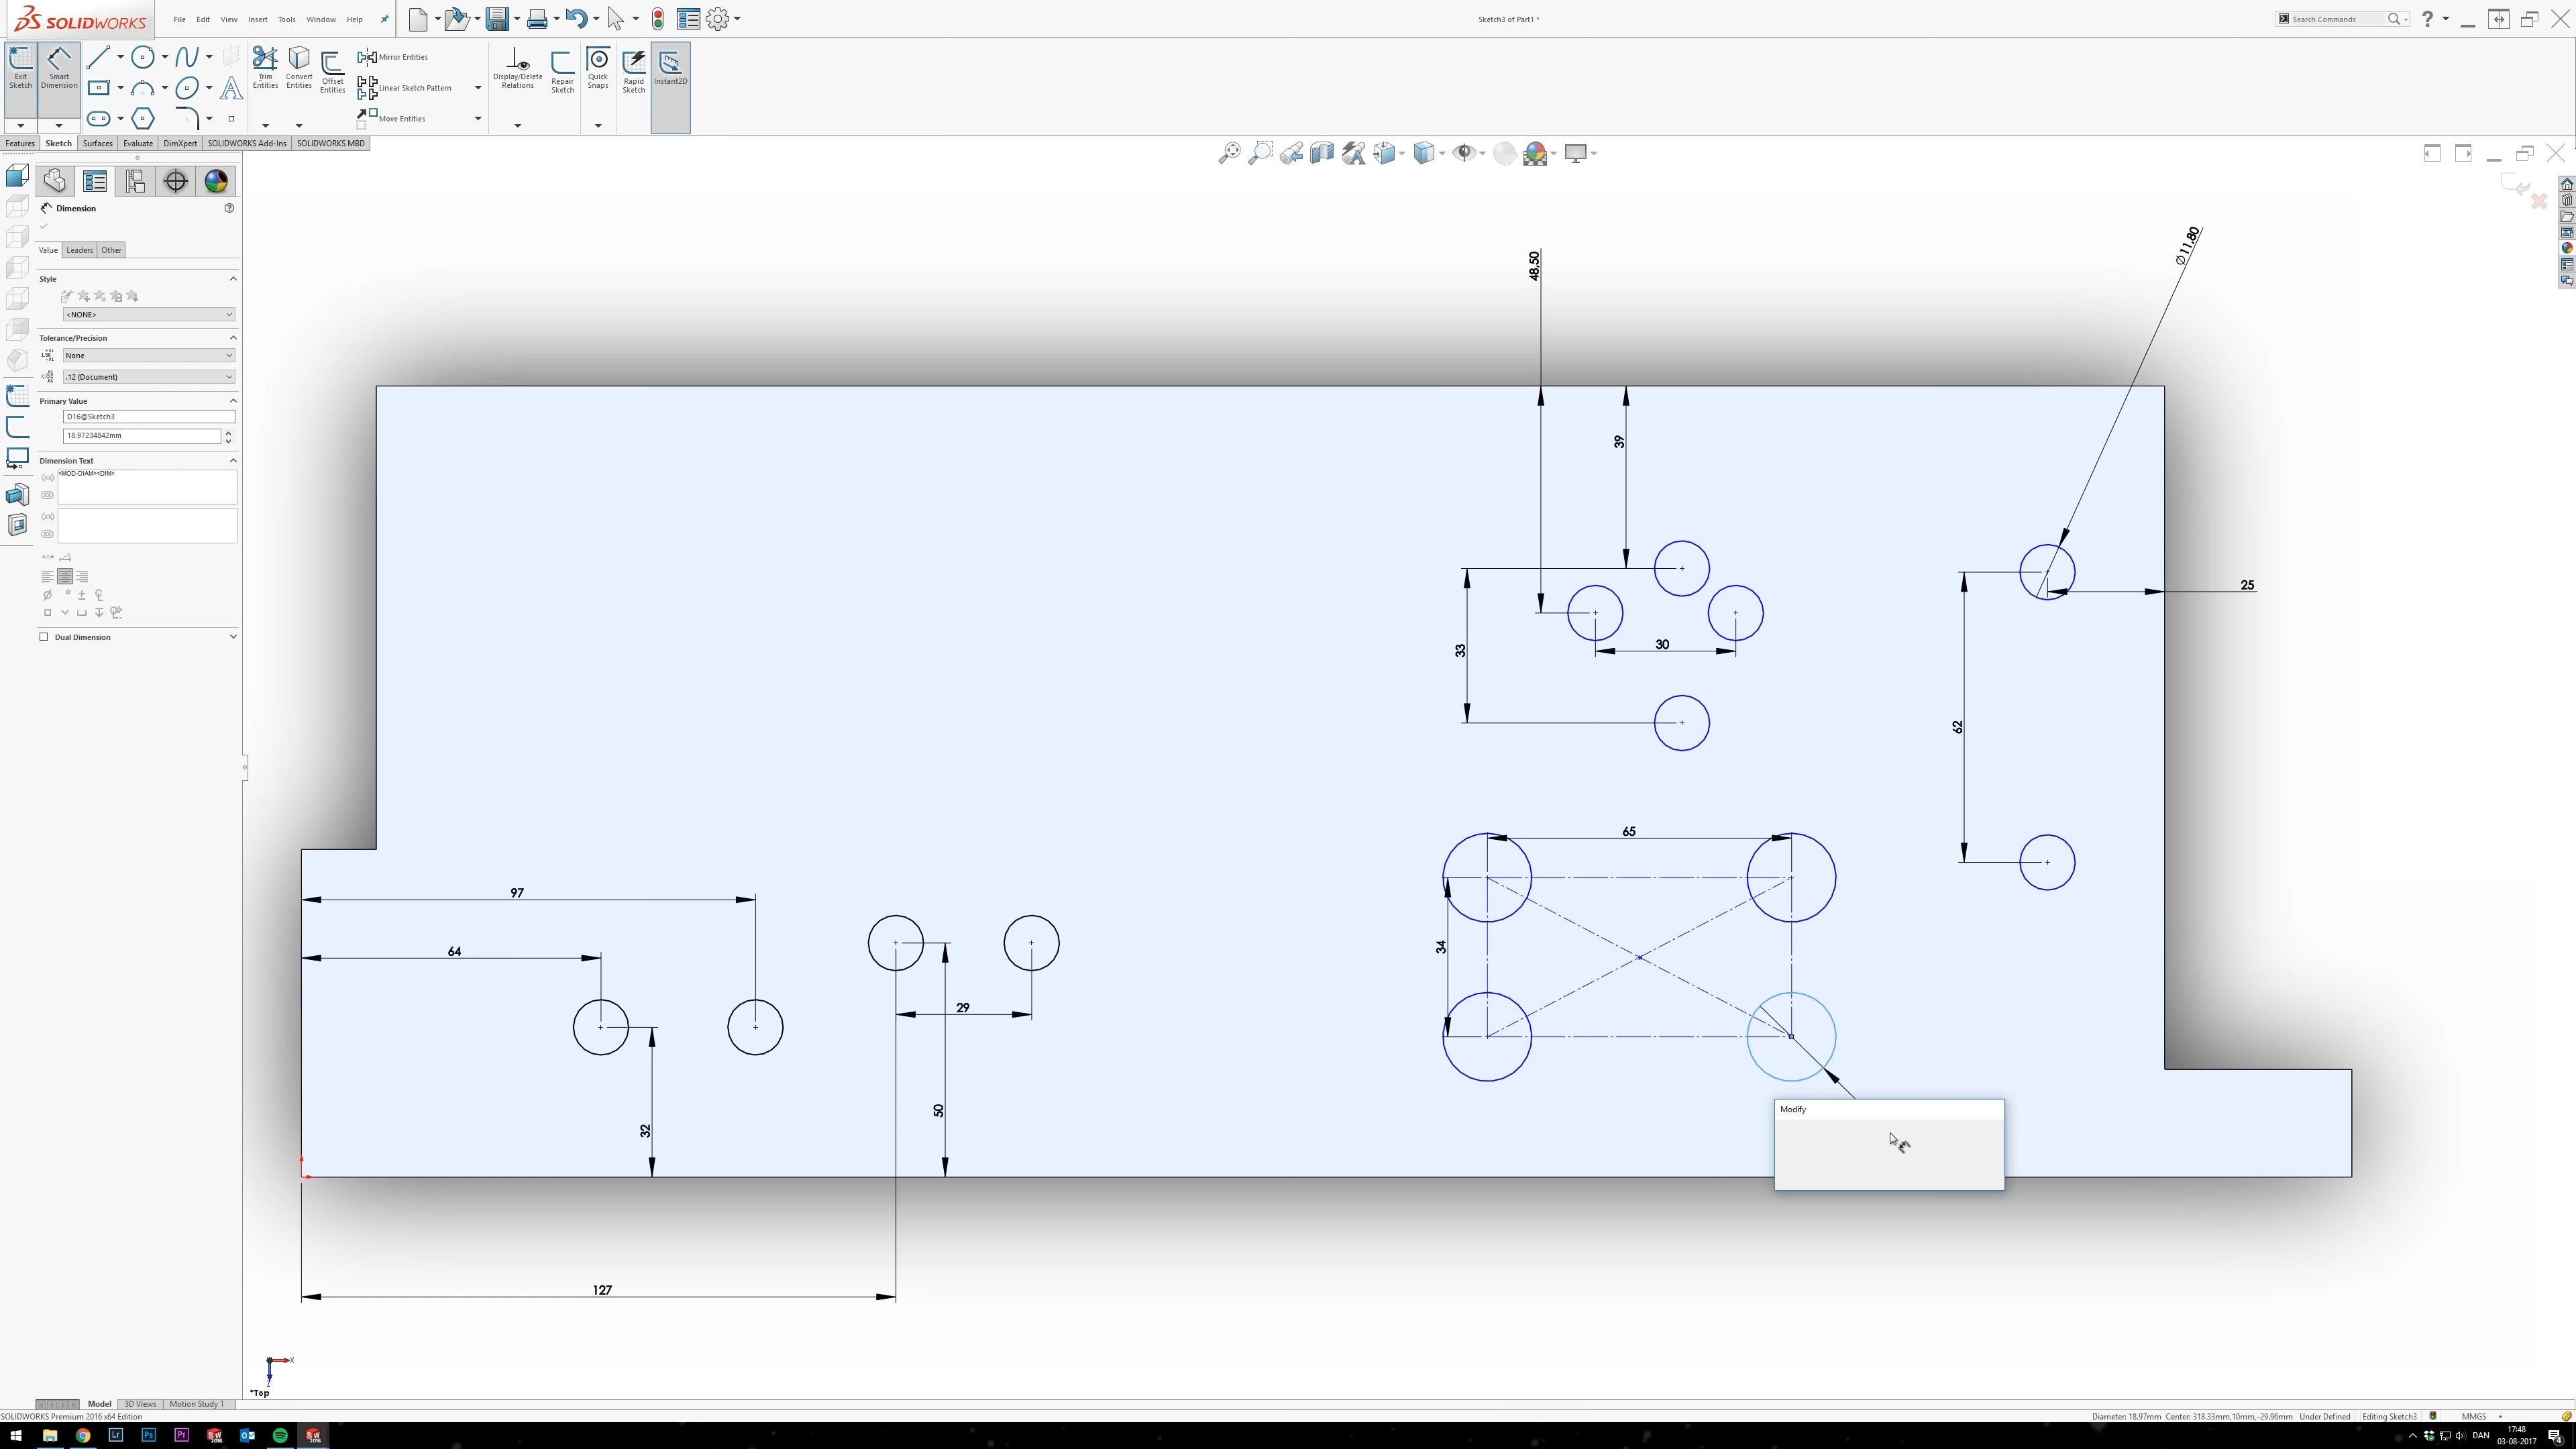 SOLIDWORKS
File Edit View Insert Tools Window Help
Sketch3 of Part1 *
Search Commands
Exit Sketch
Smart Dimension
Trim Entities
Convert Entities
Offset Entities
Mirror Entities
Linear Sketch Pattern
Move Entities
Display/Delete Relations
Repair Sketch
Quick Snaps
Rapid Sketch
Instant2D
Features Sketch Surfaces Evaluate DimXpert SOLIDWORKS Add-Ins SOLIDWORKS MBD
Dimension
Value Leaders Other
Style
<NONE>
Tolerance/Precision
None
.12 (Document)
Primary Value
D16@Sketch3
18.97234842mm
Dimension Text
<MOD-DIAM><DIM>
Dual Dimension
48,50
39
Ø11,80
25
33
30
62
65
34
97
64
29
50
32
127
Modify
X
Z
*Top
Model 3D Views Motion Study 1
SOLIDWORKS Premium 2016 x64 Edition
Diameter: 18.97mm Center: 318.33mm,10mm,-29.96mm Under Defined Editing Sketch3 MMGS
Lr Ps Pr
DAN
17:48
03-08-2017